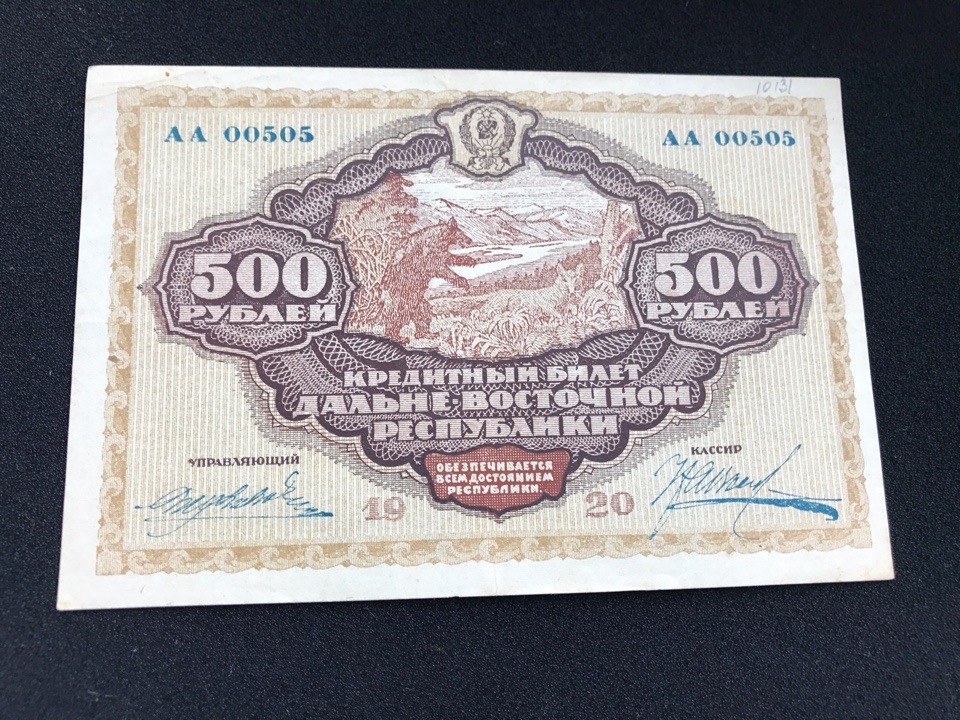 10131
АА 00505
АА 00505
500
РУБЛЕЙ
500
РУБЛЕЙ
КРЕДИТНЫЙ БИЛЕТ
ДАЛЬНЕ-ВОСТОЧНОЙ
РЕСПУБЛИКИ
УПРАВЛЯЮЩИЙ
КАССИР
ОБЕЗПЕЧИВАЕТСЯ
ВСЕМ ДОСТОЯНИЕМ
РЕСПУБЛИКИ.
19 20